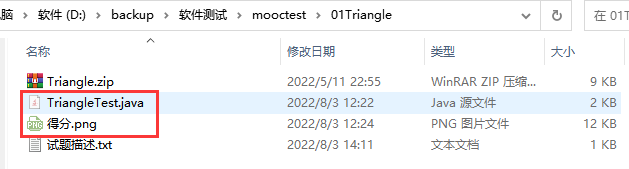 脑 › 软件 (D:) › backup › 软件测试 › mooctest › 01Triangle
在 01
名称 修改日期 类型 大小
Triangle.zip 2022/5/11 22:55 WinRAR ZIP 压缩... 9 KB
TriangleTest.java 2022/8/3 12:22 Java 源文件 2 KB
得分.png 2022/8/3 12:24 PNG 图片文件 12 KB
试题描述.txt 2022/8/3 14:11 文本文档 1 KB